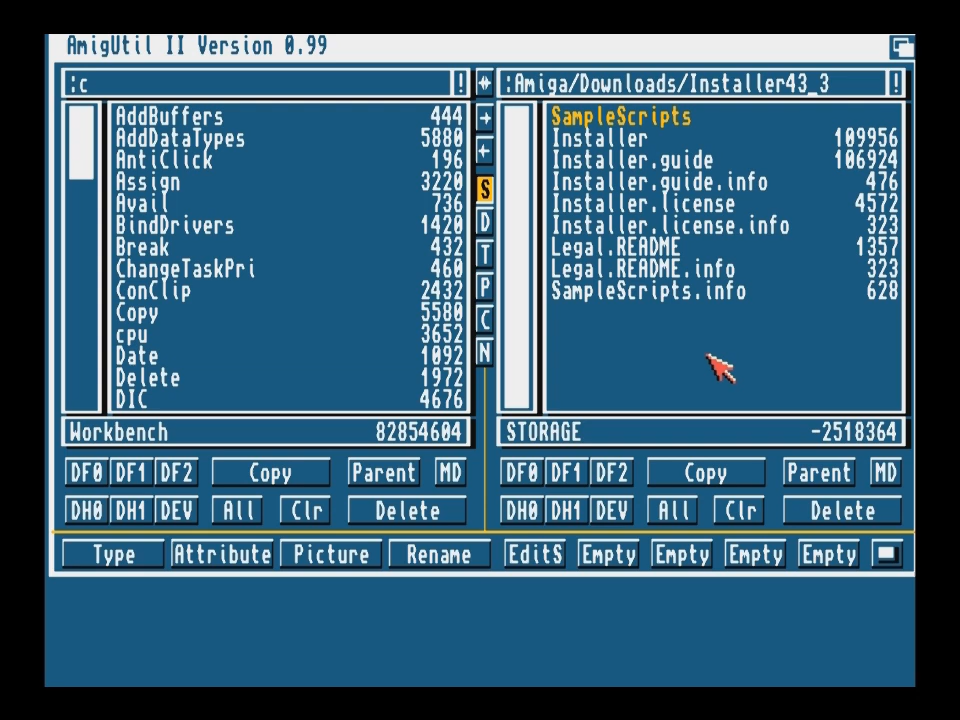 AmigUtil II Version 0.99
:c !
:Amiga/Downloads/Installer43_3 !
AddBuffers 444
AddDataTypes 5880
AntiClick 196
Assign 3220
Avail 736
BindDrivers 1420
Break 432
ChangeTaskPri 460
ConClip 2432
Copy 5580
cpu 3652
Date 1092
Delete 1972
DIC 4676
S
D
T
P
C
N
SampleScripts
Installer 109956
Installer.guide 106924
Installer.guide.info 476
Installer.license 4572
Installer.license.info 323
Legal.README 1357
Legal.README.info 323
SampleScripts.info 628
Workbench 82854604
STORAGE -2518364
DF0 DF1 DF2 Copy Parent MD
DH0 DH1 DEV All Clr Delete
DF0 DF1 DF2 Copy Parent MD
DH0 DH1 DEV All Clr Delete
Type Attribute Picture Rename EditS Empty Empty Empty Empty